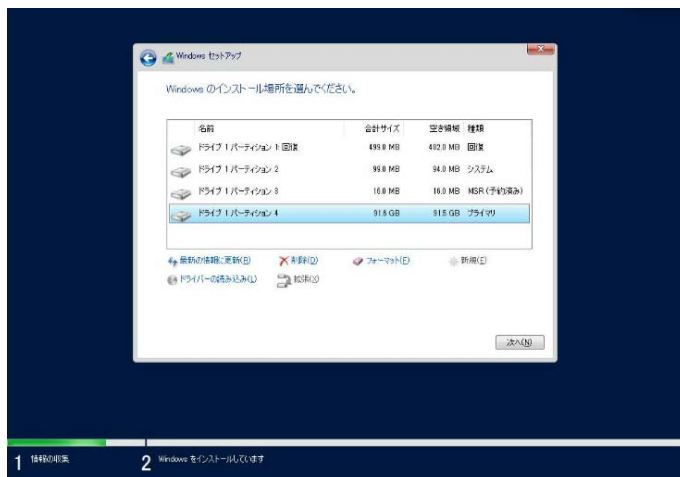 Windows セットアップ
Windows のインストール場所を選んでください。
名前 合計サイズ 空き領域 種類
ドライブ 1 パーティション 1: 回復 499.0 MB 482.0 MB 回復
ドライブ 1 パーティション 2 99.0 MB 94.0 MB システム
ドライブ 1 パーティション 3 16.0 MB 16.0 MB MSR (予約済み)
ドライブ 1 パーティション 4 91.5 GB 91.5 GB プライマリ
最新の情報に更新(R) 削除(D) フォーマット(F) 新規(E)
ドライバーの読み込み(L) 拡張(X)
次へ(N)
1 情報の収集 2 Windows をインストールしています